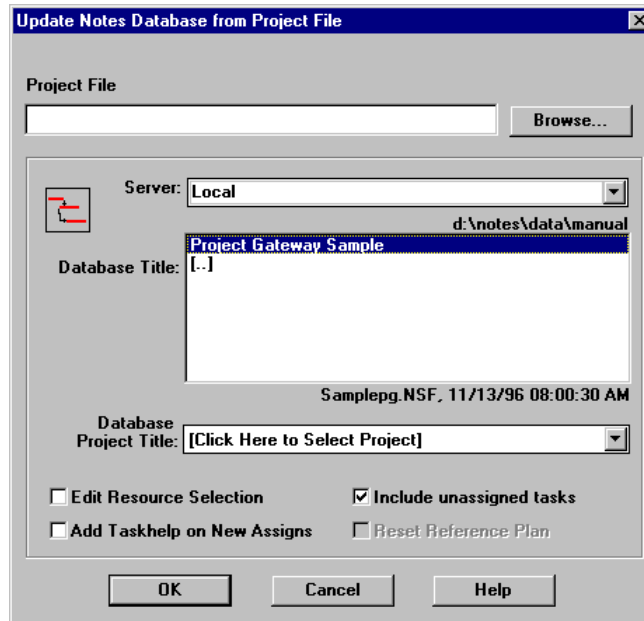 Update Notes Database from Project File
Project File
Browse...
Server:
Local
d:\notes\data\manual
Database Title:
Project Gateway Sample
[..]
Samplepg.NSF, 11/13/96 08:00:30 AM
Database
Project Title:
[Click Here to Select Project]
Edit Resource Selection
Include unassigned tasks
Add Taskhelp on New Assigns
Reset Reference Plan
OK
Cancel
Help